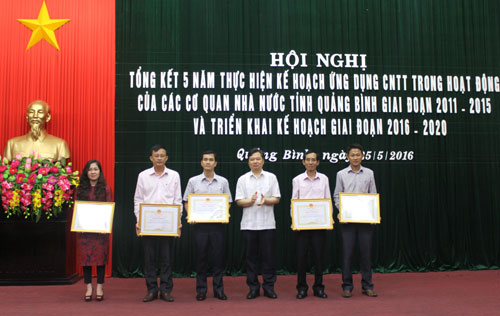 HỘI NGHỊ
TỔNG KẾT 5 NĂM THỰC HIỆN KẾ HOẠCH ỨNG DỤNG CNTT TRONG HOẠT ĐỘNG
CỦA CÁC CƠ QUAN NHÀ NƯỚC TỈNH QUẢNG BÌNH GIAI ĐOẠN 2011 - 2015
VÀ TRIỂN KHAI KẾ HOẠCH GIAI ĐOẠN 2016 - 2020
Quảng Bình, ngày 25/5/2016